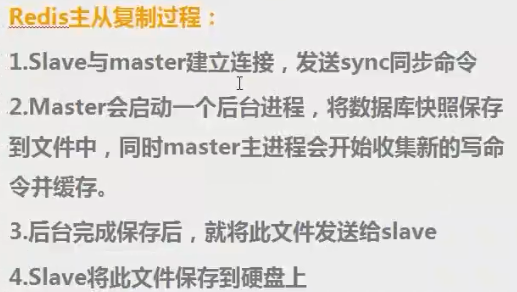 Redis主从复制过程：
1.Slave与master建立连接，发送sync同步命令
2.Master会启动一个后台进程，将数据库快照保存
到文件中，同时master主进程会开始收集新的写命
令并缓存。
3.后台完成保存后，就将此文件发送给slave
4.Slave将此文件保存到硬盘上